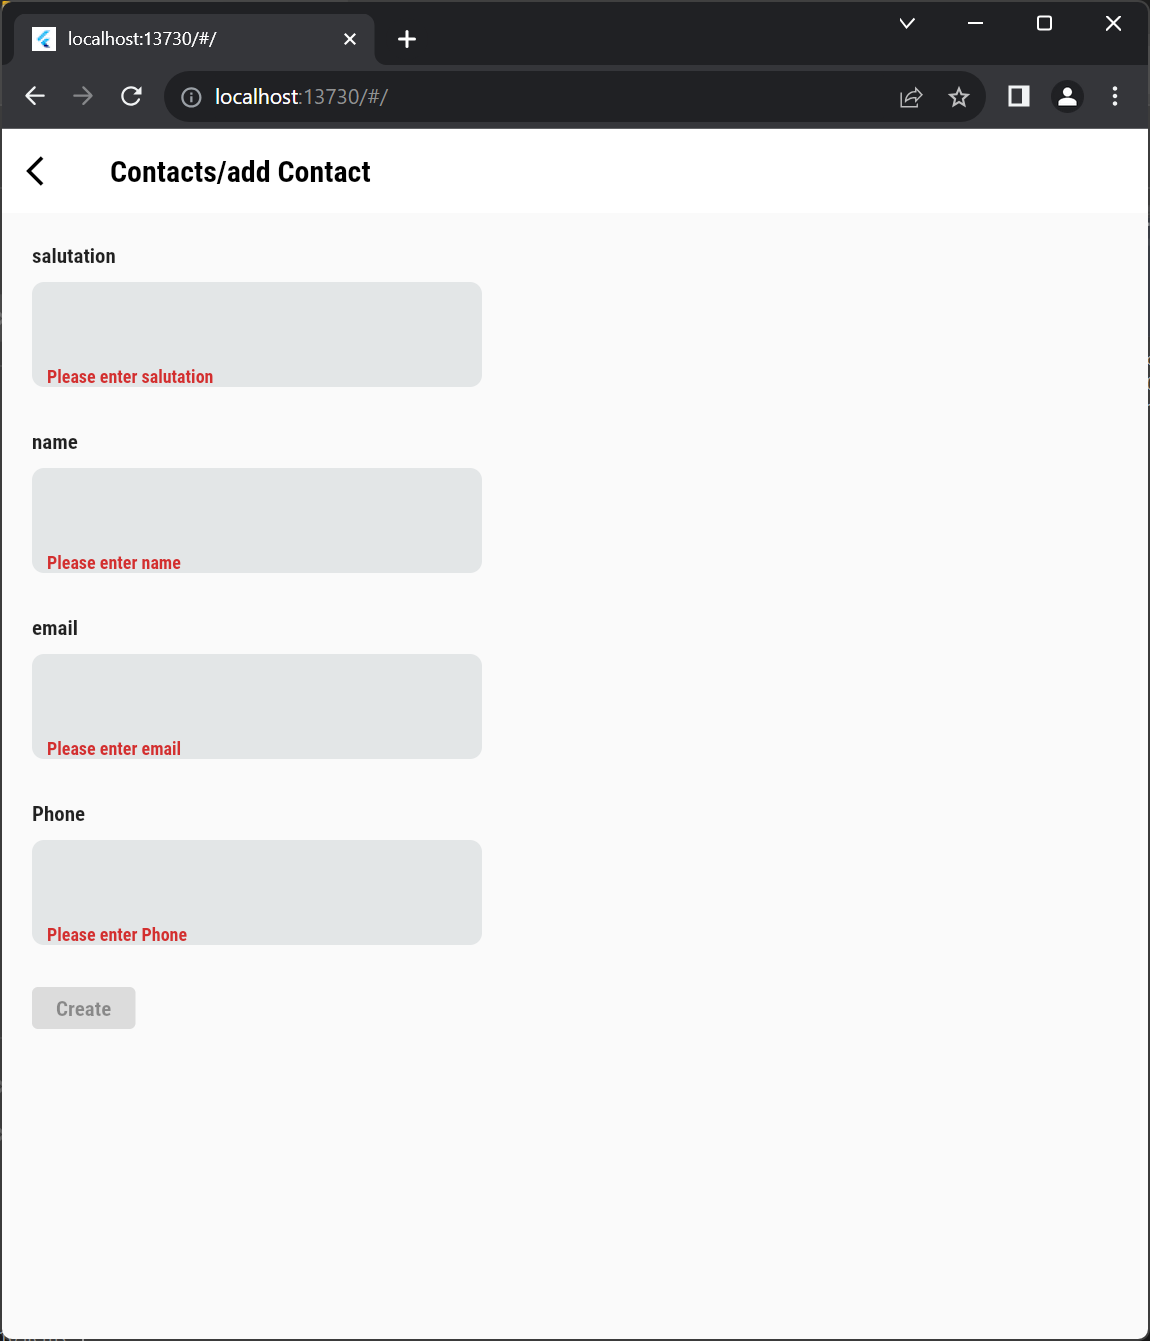 localhost:13730/#/
localhost:13730/#/
Contacts/add Contact
salutation
Please enter salutation
name
Please enter name
email
Please enter email
Phone
Please enter Phone
Create